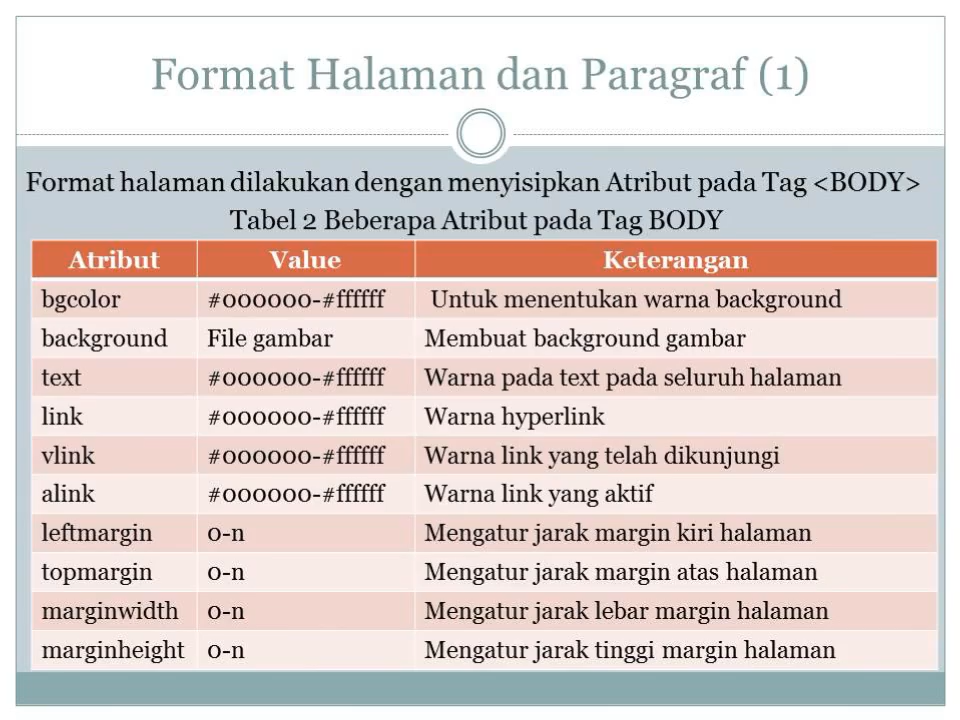 Format Halaman dan Paragraf (1)
Format halaman dilakukan dengan menyisipkan Atribut pada Tag <BODY>
Tabel 2 Beberapa Atribut pada Tag BODY
Atribut Value Keterangan
bgcolor #000000-#ffffff Untuk menentukan warna background
background File gambar Membuat background gambar
text #000000-#ffffff Warna pada text pada seluruh halaman
link #000000-#ffffff Warna hyperlink
vlink #000000-#ffffff Warna link yang telah dikunjungi
alink #000000-#ffffff Warna link yang aktif
leftmargin 0-n Mengatur jarak margin kiri halaman
topmargin 0-n Mengatur jarak margin atas halaman
marginwidth 0-n Mengatur jarak lebar margin halaman
marginheight 0-n Mengatur jarak tinggi margin halaman